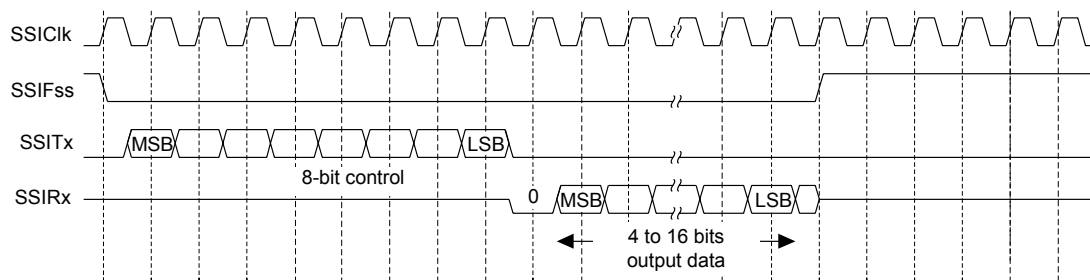 SSIClk
SSIFss
SSITx
MSB
LSB
8-bit control
SSIRx
0
MSB
LSB
4 to 16 bits
output data